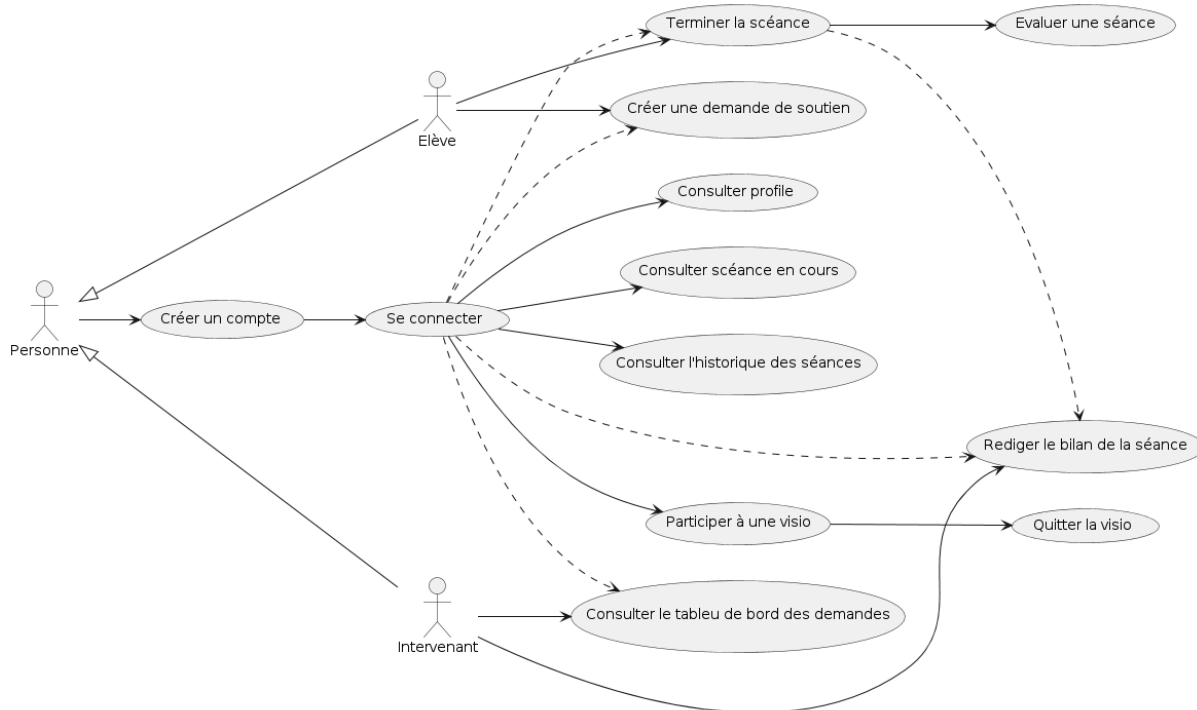 Terminer la scéance
Evaluer une séance
Créer une demande de soutien
Elève
Consulter profile
Consulter scéance en cours
Personne
Créer un compte
Se connecter
Consulter l'historique des séances
Rediger le bilan de la séance
Participer à une visio
Quitter la visio
Intervenant
Consulter le tableu de bord des demandes